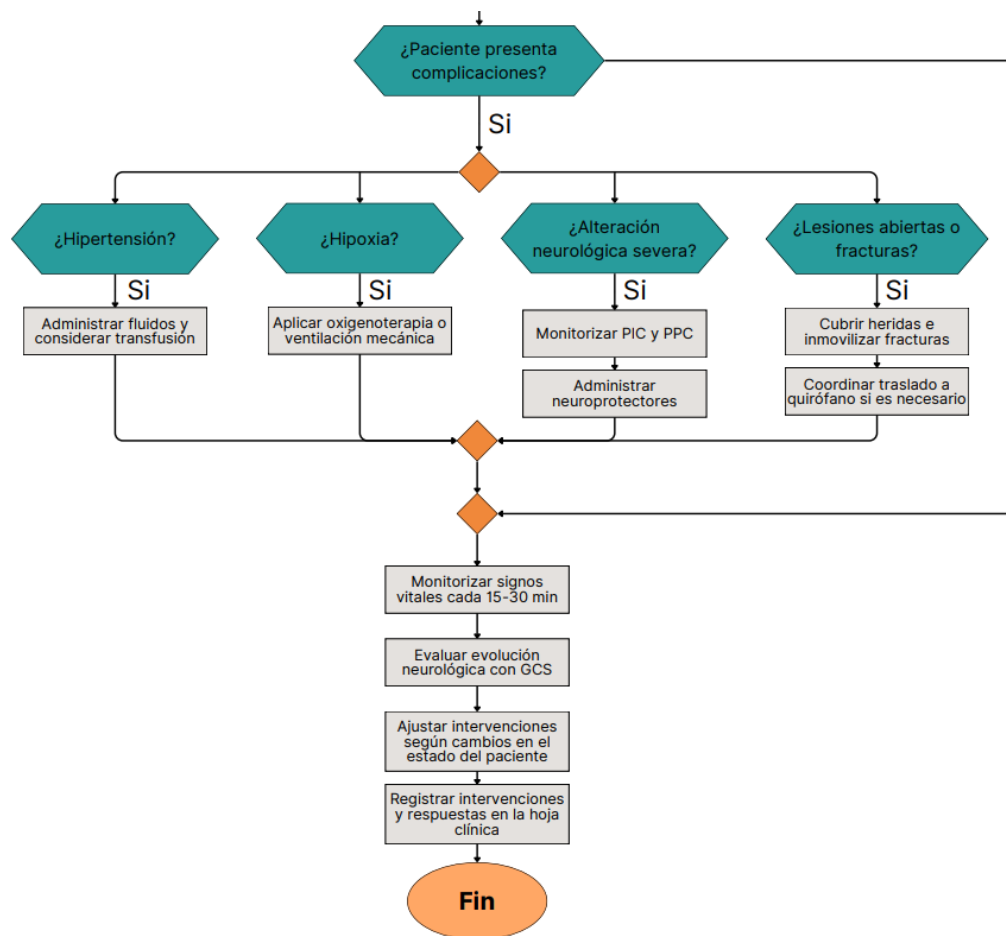 ¿Paciente presenta
complicaciones?
Si
¿Hipertensión?
¿Hipoxia?
¿Alteración
neurológica severa?
¿Lesiones abiertas o
fracturas?
Si
Si
Si
Si
Administrar fluidos y
considerar transfusión
Aplicar oxigenoterapia o
ventilación mecánica
Monitorizar PIC y PPC
Administrar
neuroprotectores
Cubrir heridas e
inmovilizar fracturas
Coordinar traslado a
quirófano si es necesario
Monitorizar signos
vitales cada 15-30 min
Evaluar evolución
neurológica con GCS
Ajustar intervenciones
según cambios en el
estado del paciente
Registrar intervenciones
y respuestas en la hoja
clínica
Fin